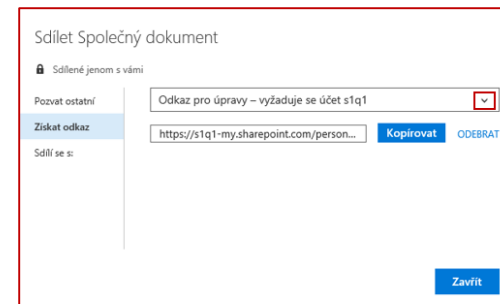 Sdílet Společný dokument
Sdílené jenom s vámi
Pozvat ostatní
Získat odkaz
Sdílí se s:
Odkaz pro úpravy – vyžaduje se účet s1q1
https://s1q1-my.sharepoint.com/person...
Kopírovat
ODEBRAT
Zavřít